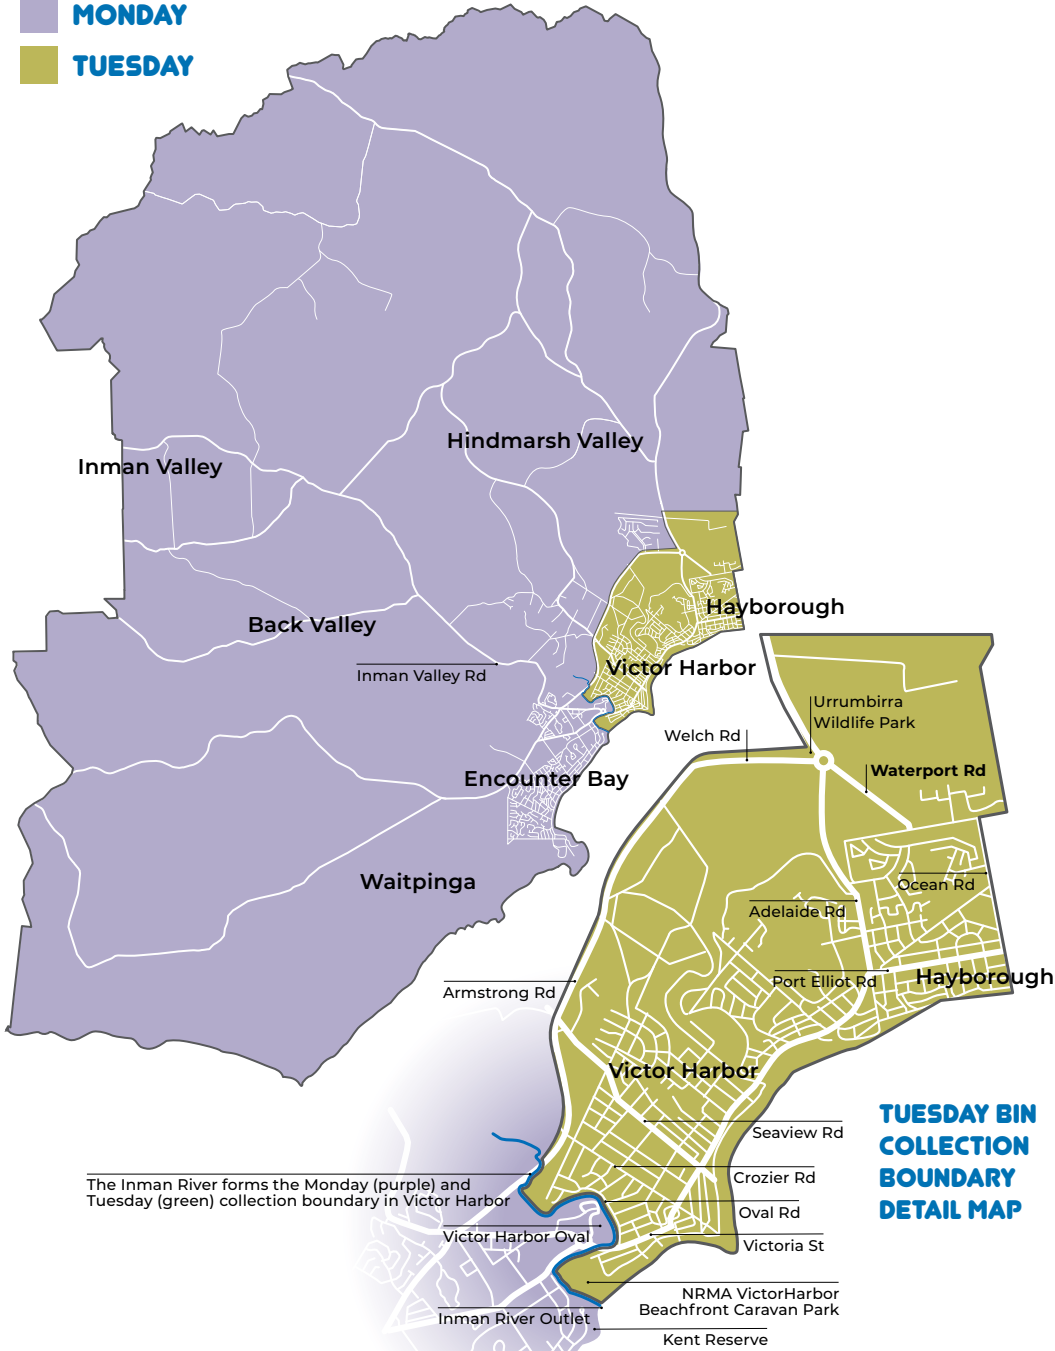 MONDAY
TUESDAY
Hindmarsh Valley
Inman Valley
Hayborough
Back Valley
Victor Harbor
Inman Valley Rd
Urrumbirra
Wildlife Park
Welch Rd
Waterport Rd
Encounter Bay
Waitpinga
Ocean Rd
Adelaide Rd
Port Elliot Rd
Hayborough
Armstrong Rd
Victor Harbor
TUESDAY BIN
COLLECTION
BOUNDARY
DETAIL MAP
Seaview Rd
Crozier Rd
The Inman River forms the Monday (purple) and
Tuesday (green) collection boundary in Victor Harbor
Oval Rd
Victor Harbor Oval
Victoria St
NRMA VictorHarbor
Beachfront Caravan Park
Inman River Outlet
Kent Reserve